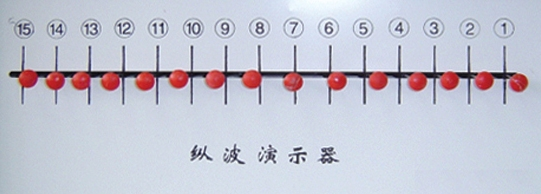 ⑮ ⑭ ⑬ ⑫ ⑪ ⑩ ⑨ ⑧ ⑦ ⑥ ⑤ ④ ③ ② ①
纵波演示器